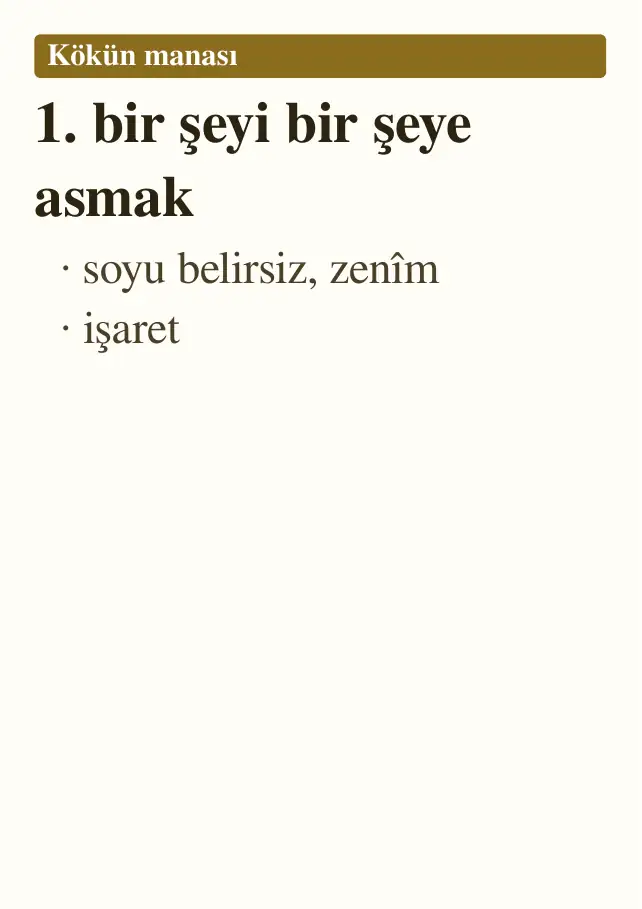 Kökün manası
1. bir şeyi bir şeye
asmak
· soyu belirsiz, zenîm
· işaret